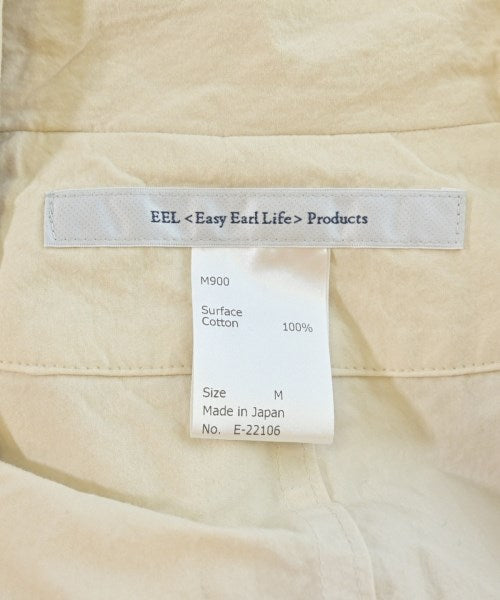 EEL <Easy Earl Life> Products
M900
Surface
Cotton 100%
Size M
Made in Japan
No. E-22106